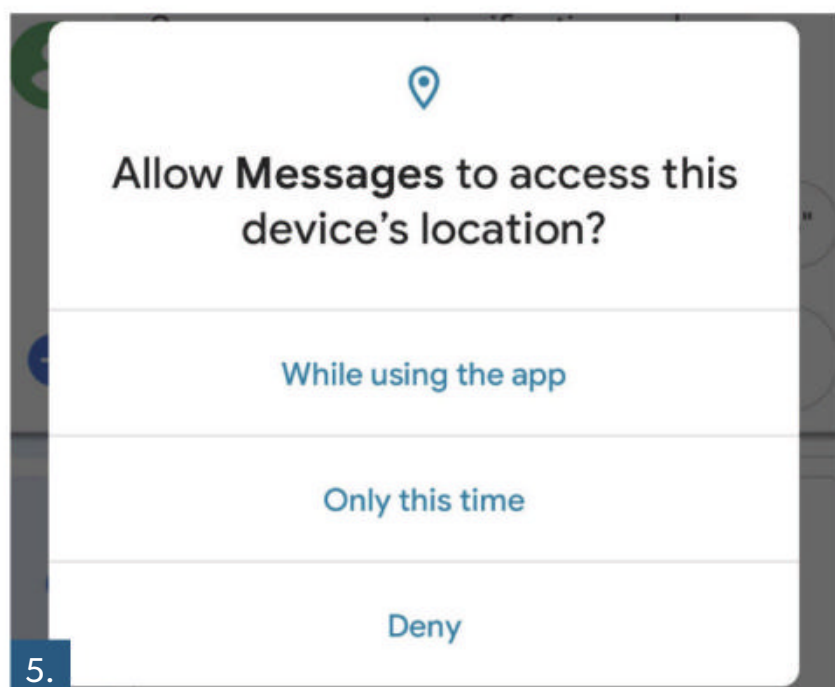 Allow Messages to access this
device's location?
While using the app
Only this time
Deny
5.